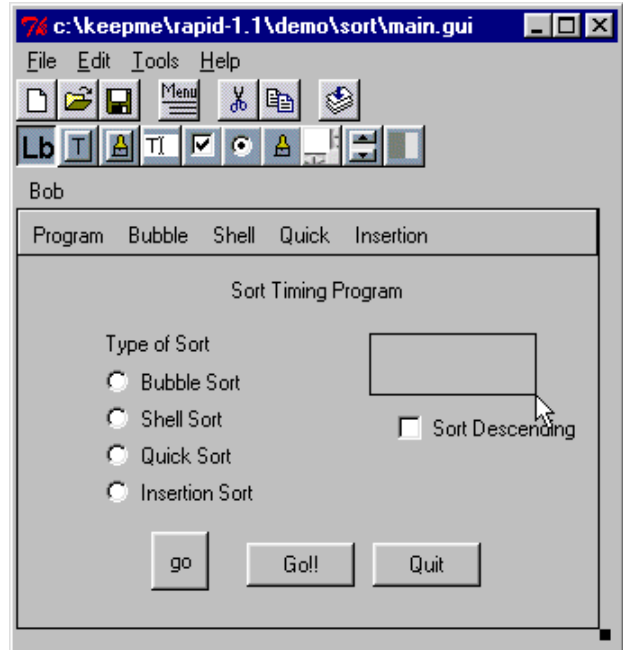 7% c:\keepme\rapid-1.1\demo\sort\main.gui
File Edit Tools Help
Menu
Lb T TI
Bob
Program Bubble Shell Quick Insertion
Sort Timing Program
Type of Sort
Bubble Sort
Shell Sort
Sort Descending
Quick Sort
Insertion Sort
go Go!! Quit